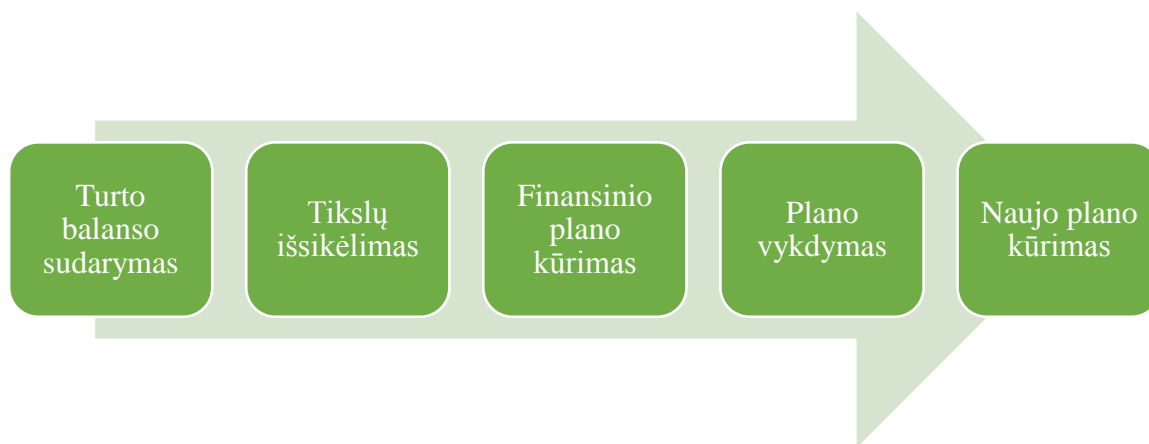 Turto
balanso
sudarymas
Tikslų
išsikėlimas
Finansinio
plano
kūrimas
Plano
vykdymas
Naujo plano
kūrimas